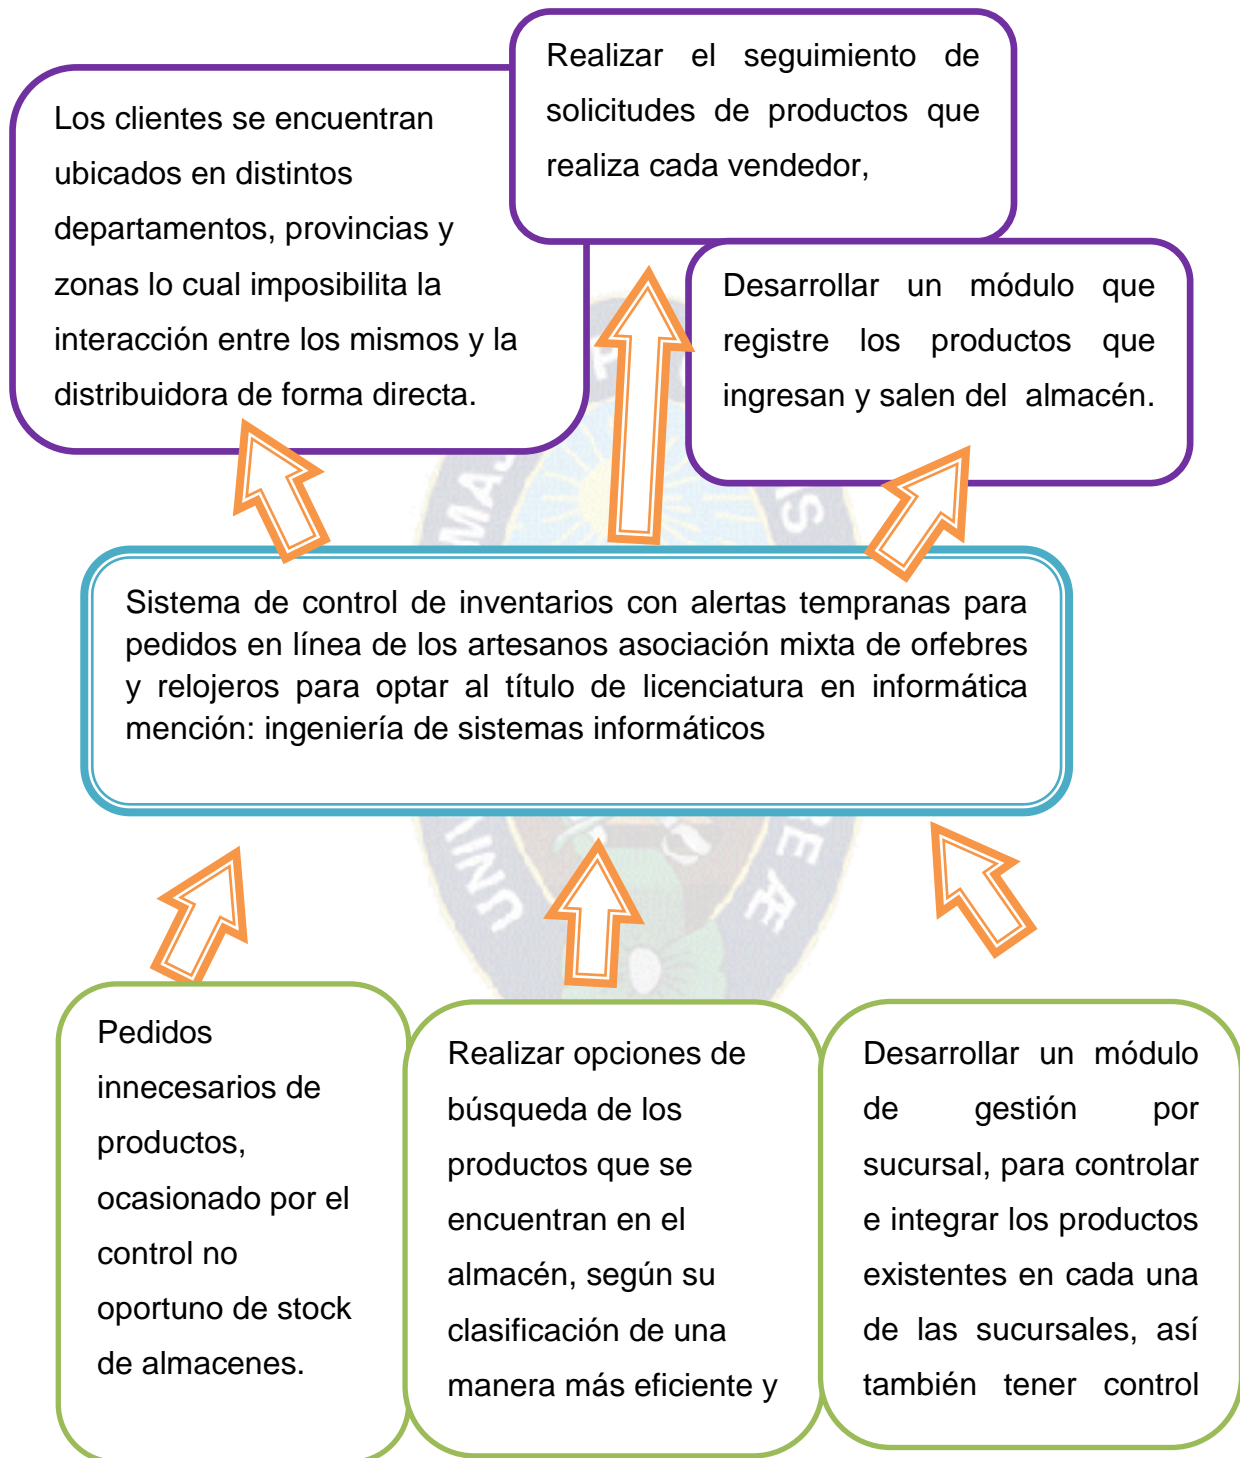 Realizar el seguimiento de
solicitudes de productos que
realiza cada vendedor,
Los clientes se encuentran
ubicados en distintos
departamentos, provincias y
zonas lo cual imposibilita la
interacción entre los mismos y la
distribuidora de forma directa.
Desarrollar un módulo que
registre los productos que
ingresan y salen del almacén.
Sistema de control de inventarios con alertas tempranas para
pedidos en línea de los artesanos asociación mixta de orfebres
y relojeros para optar al título de licenciatura en informática
mención: ingeniería de sistemas informáticos
Pedidos
innecesarios de
productos,
ocasionado por el
control no
oportuno de stock
de almacenes.
Realizar opciones de
búsqueda de los
productos que se
encuentran en el
almacén, según su
clasificación de una
manera más eficiente y
Desarrollar un módulo
de gestión por
sucursal, para controlar
e integrar los productos
existentes en cada una
de las sucursales, así
también tener control